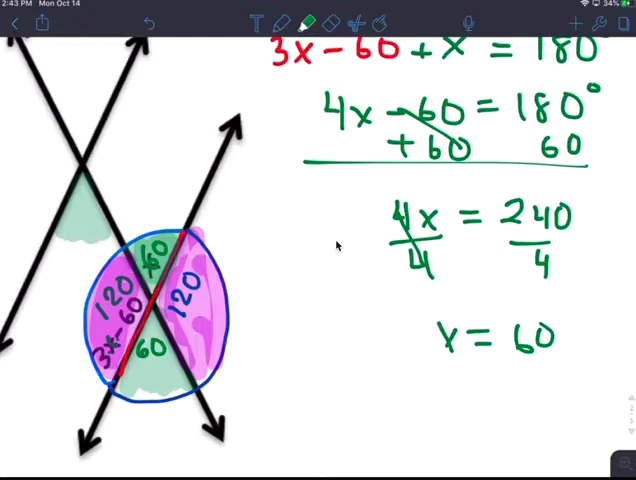 2:43 PM Mon Oct 14
34%
3x - 60 + x = 180°
4x - 60 = 180°
+ 60 60
4x = 240
4 4
x = 60
60
120
120
3x - 60
60